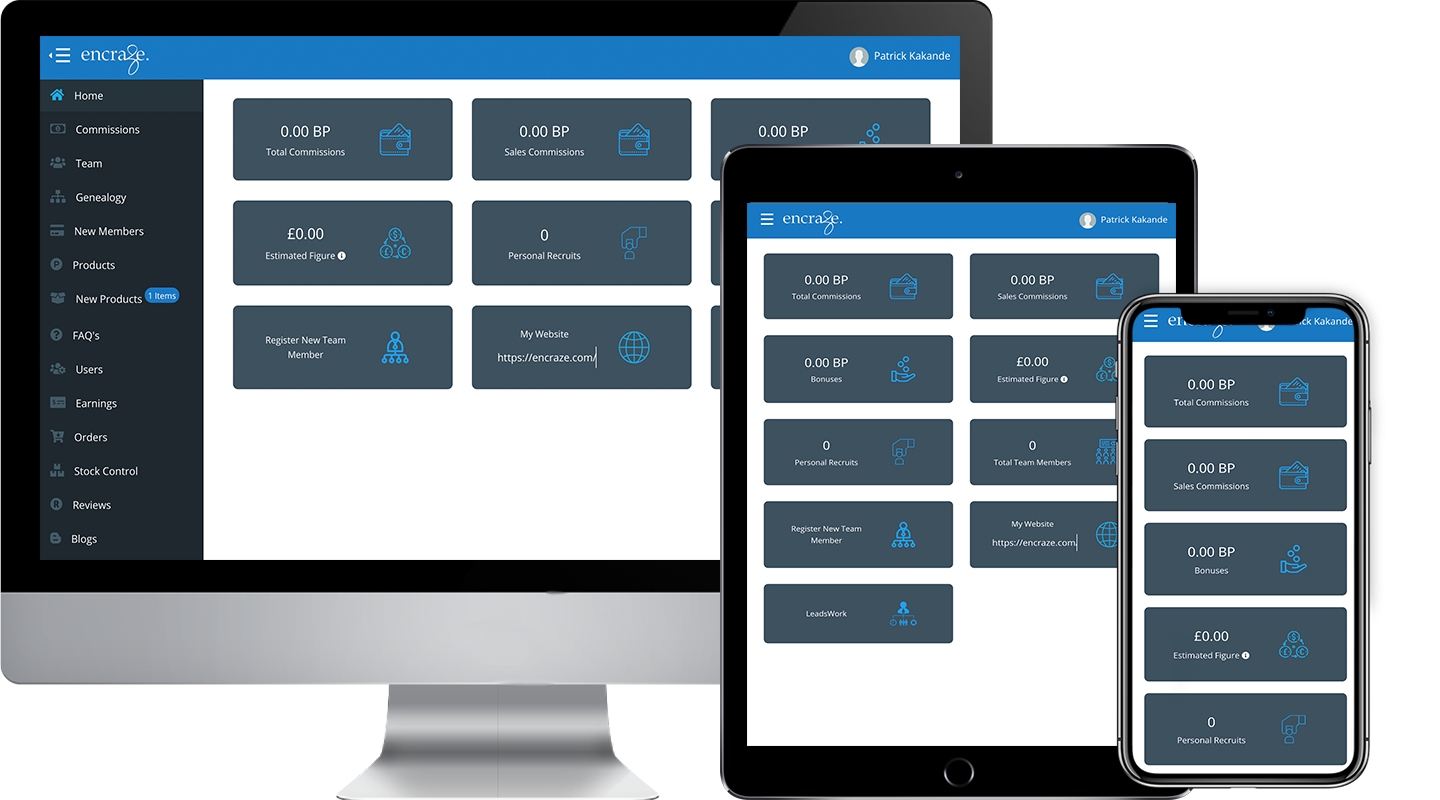 encraze.
Patrick Kakande
Home
Commissions
Team
Genealogy
New Members
Products
New Products 1 Items
FAQ's
Users
Earnings
Orders
Stock Control
Reviews
Blogs
0.00 BP
Total Commissions
0.00 BP
Sales Commissions
0.00 BP
£0.00
Estimated Figure
0
Personal Recruits
Register New Team
Member
My Website
https://encraze.com/
encraze.
Patrick Kakande
0.00 BP
Total Commissions
0.00 BP
Sales Commissions
0.00 BP
Bonuses
£0.00
Estimated Figure
0
Personal Recruits
0
Total Team Members
Register New Team
Member
My Website
https://encraze.com/
LeadsWork
Kakande
0.00 BP
Total Commissions
0.00 BP
Sales Commissions
0.00 BP
Bonuses
£0.00
Estimated Figure
0
Personal Recruits